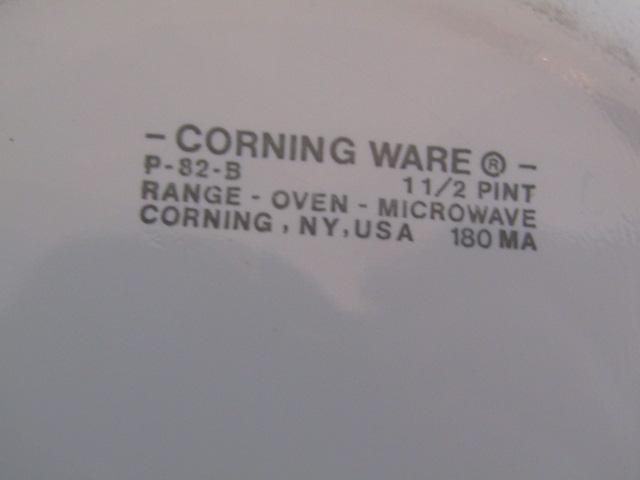 - CORNING WARE ® -
P-82-B 1 1/2 PINT
RANGE - OVEN - MICROWAVE
CORNING, NY, USA 180 MA